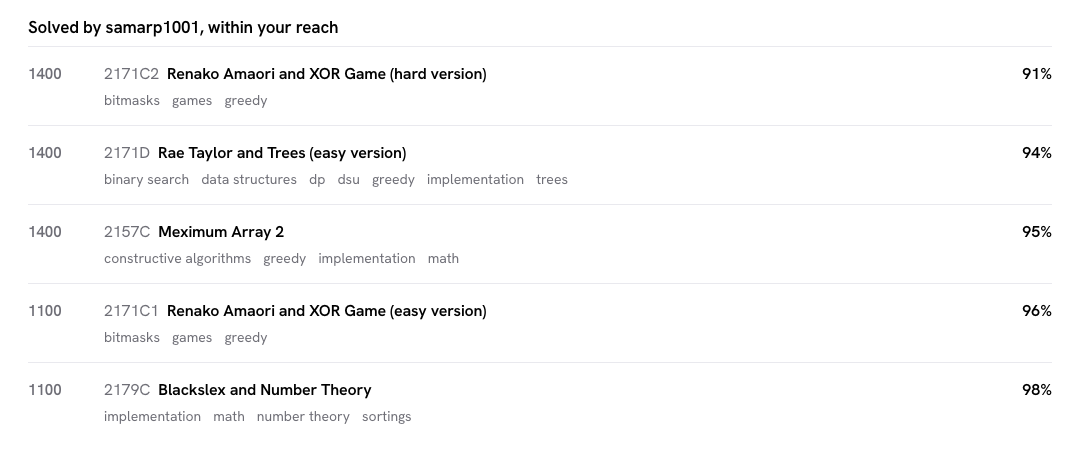 Solved by samarp1001, within your reach
1400 2171C2 Renako Amaori and XOR Game (hard version) 91%
bitmasks games greedy
1400 2171D Rae Taylor and Trees (easy version) 94%
binary search data structures dp dsu greedy implementation trees
1400 2157C Meximum Array 2 95%
constructive algorithms greedy implementation math
1100 2171C1 Renako Amaori and XOR Game (easy version) 96%
bitmasks games greedy
1100 2179C Blackslex and Number Theory 98%
implementation math number theory sortings